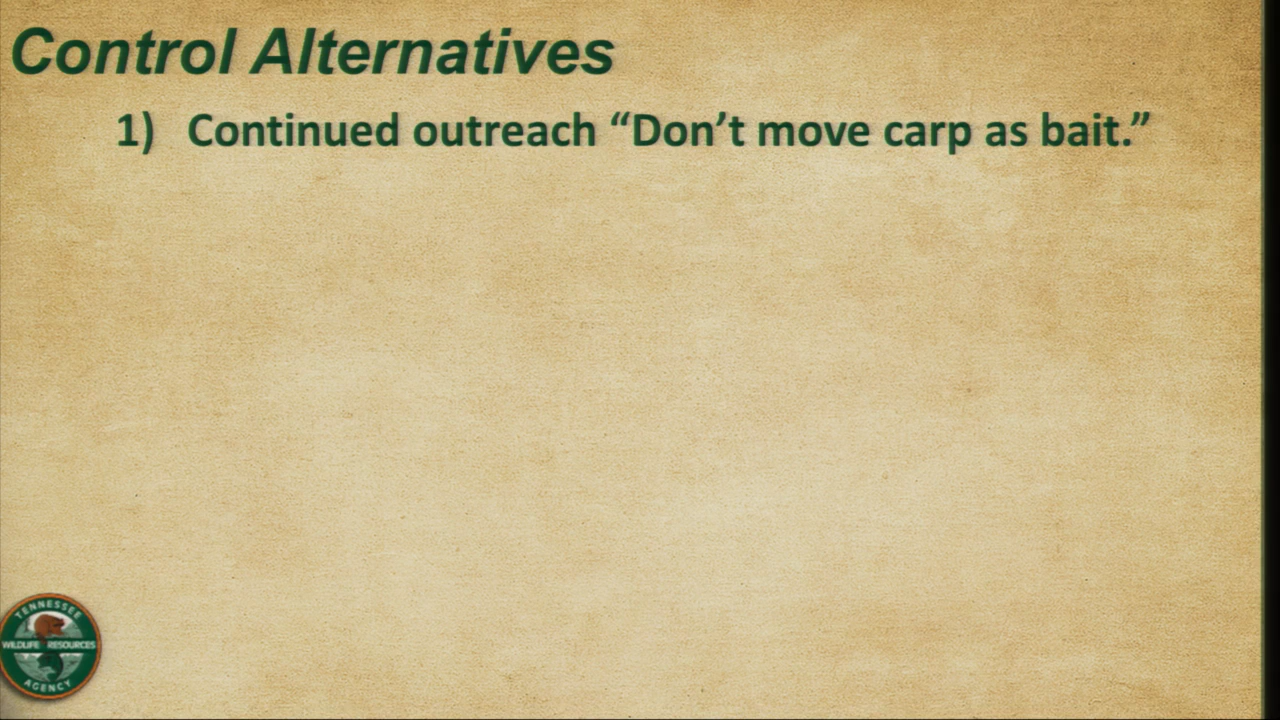 Control Alternatives
1) Continued outreach “Don’t move carp as bait.”
TENNESSEE
WILDLIFE RESOURCES
AGENCY